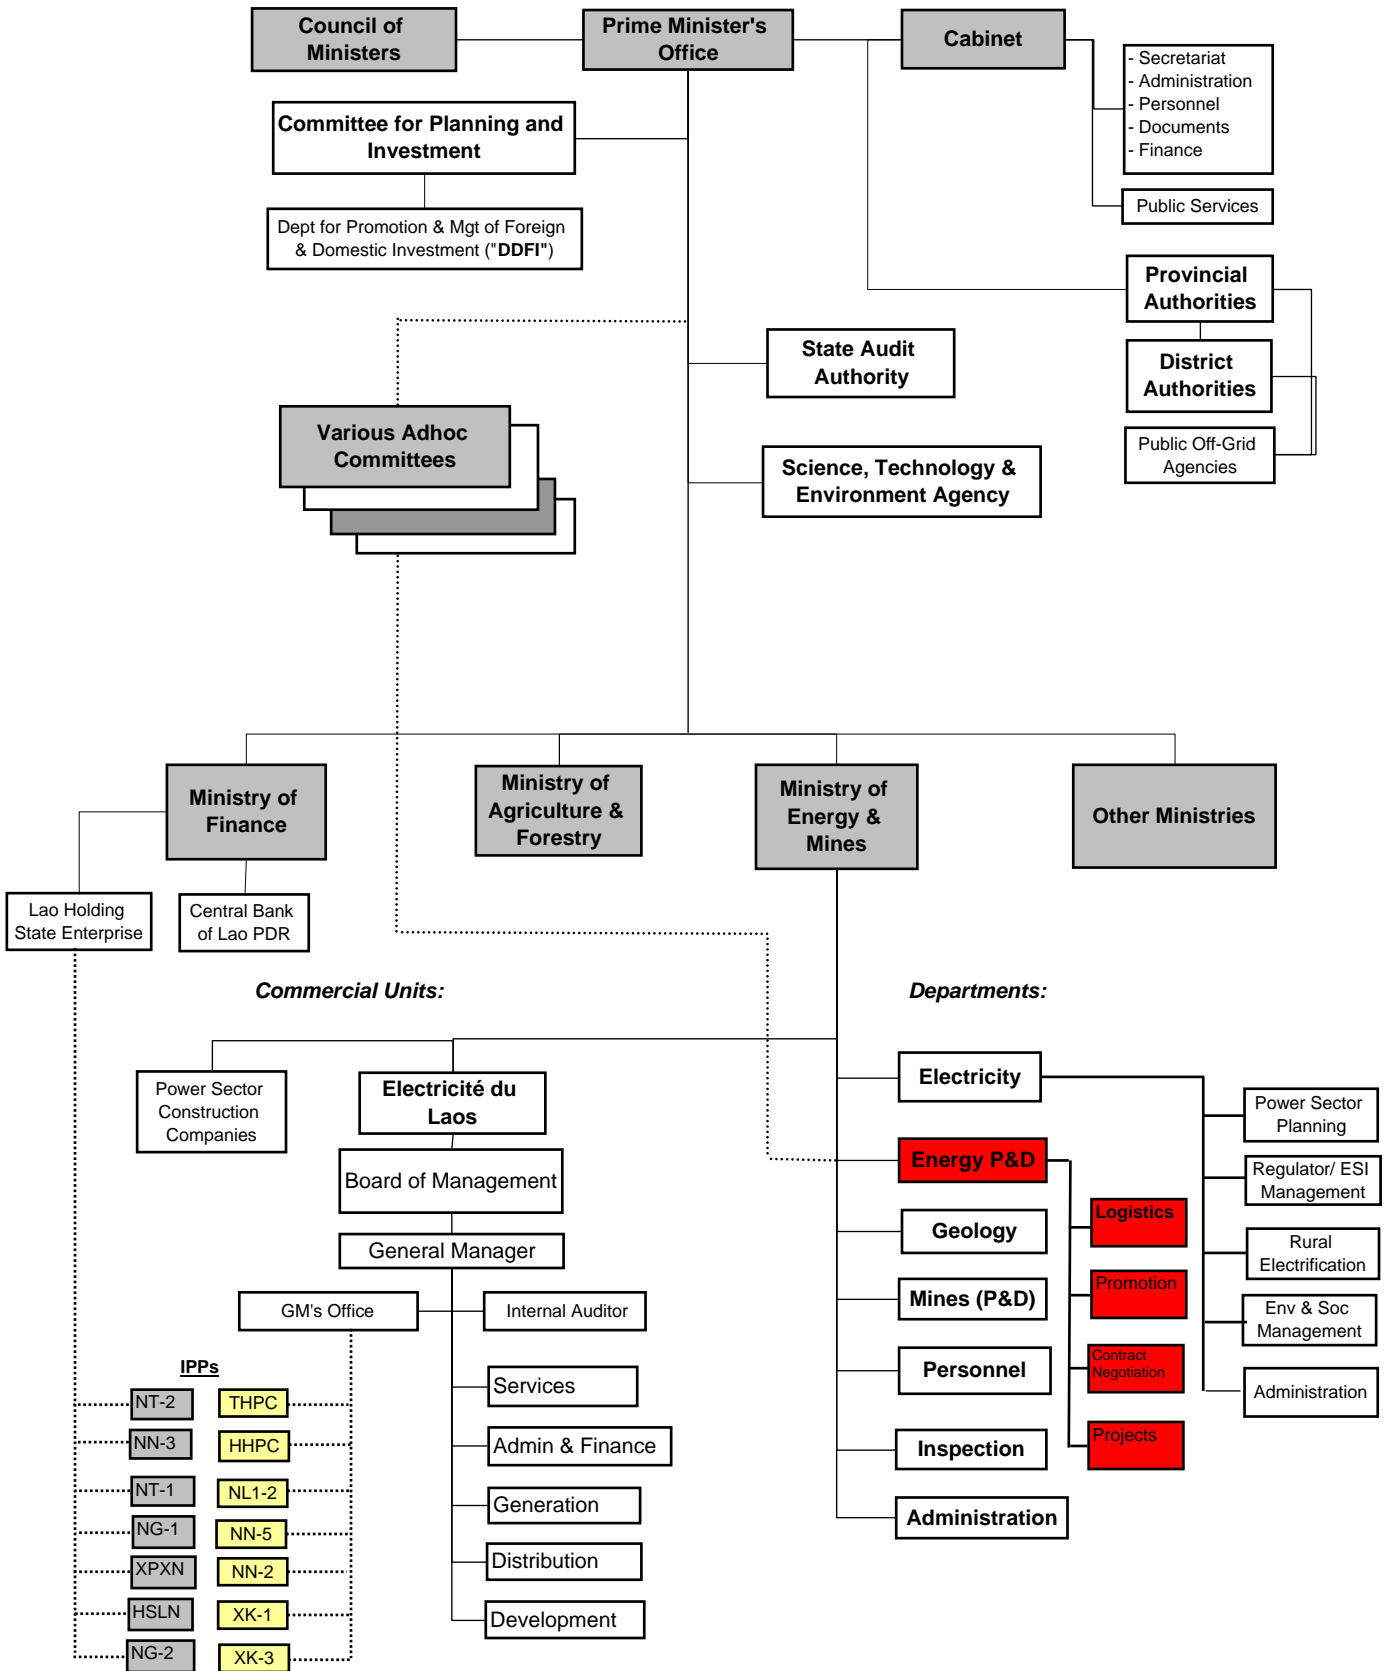 Council of
Ministers
Prime Minister's
Office
Cabinet
- Secretariat
- Administration
- Personnel
- Documents
- Finance
Committee for Planning and
Investment
Public Services
Dept for Promotion & Mgt of Foreign
& Domestic Investment ("DDFI")
Provincial
Authorities
State Audit
Authority
District
Authorities
Various Adhoc
Committees
Public Off-Grid
Agencies
Science, Technology &
Environment Agency
Ministry of
Finance
Ministry of
Agriculture &
Forestry
Ministry of
Energy &
Mines
Other Ministries
Lao Holding
State Enterprise
Central Bank
of Lao PDR
Commercial Units:
Departments:
Power Sector
Construction
Companies
Electricité du
Laos
Board of Management
General Manager
GM's Office
Internal Auditor
Services
Admin & Finance
Generation
Distribution
Development
IPPs
NT-2
THPC
NN-3
HHPC
NT-1
NL1-2
NG-1
NN-5
XPXN
NN-2
HSLN
XK-1
NG-2
XK-3
Electricity
Energy P&D
Geology
Mines (P&D)
Personnel
Inspection
Administration
Logistics
Promotion
Contract
Negotiation
Projects
Power Sector
Planning
Regulator/ ESI
Management
Rural
Electrification
Env & Soc
Management
Administration